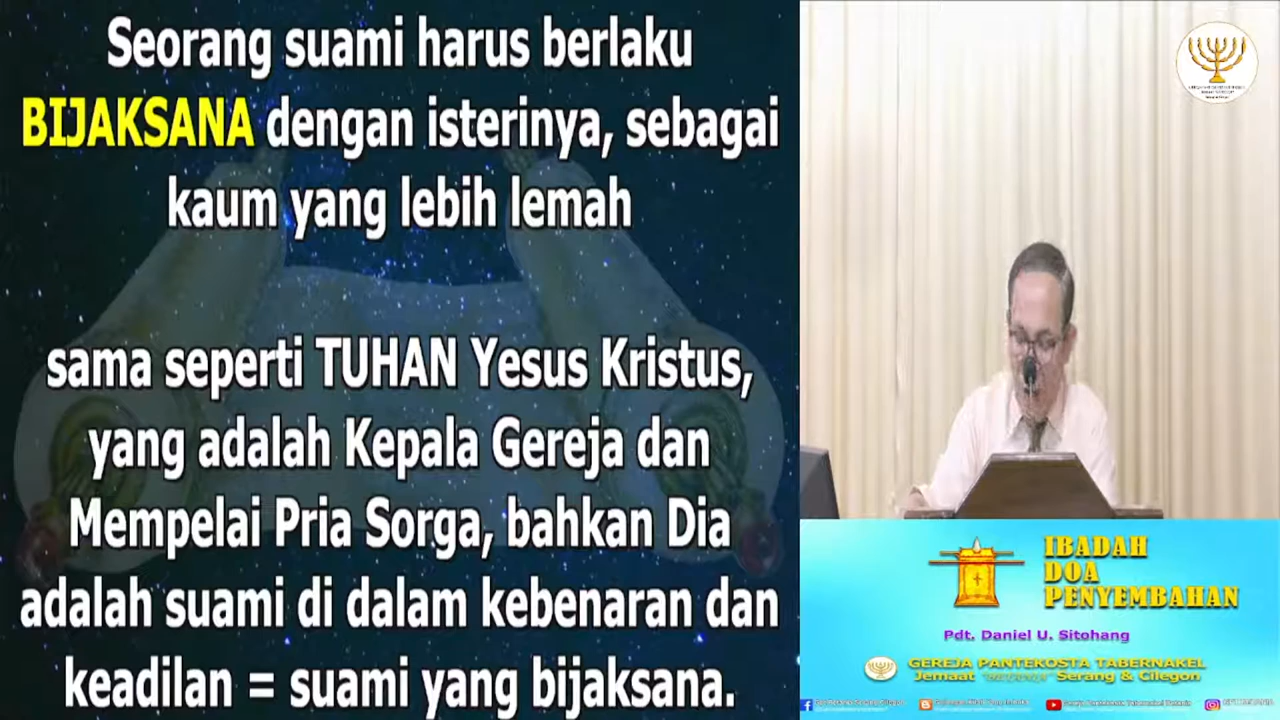 Seorang suami harus berlaku
BIJAKSANA dengan isterinya, sebagai
kaum yang lebih lemah
sama seperti TUHAN Yesus Kristus,
yang adalah Kepala Gereja dan
Mempelai Pria Sorga, bahkan Dia
adalah suami di dalam kebenaran dan
keadilan = suami yang bijaksana.
IBADAH
DOA
PENYEMBAHAN
Pdt. Daniel U. Sitohang
GEREJA PANTEKOSTA TABERNAKEL
Jemaat Serang & Cilegon